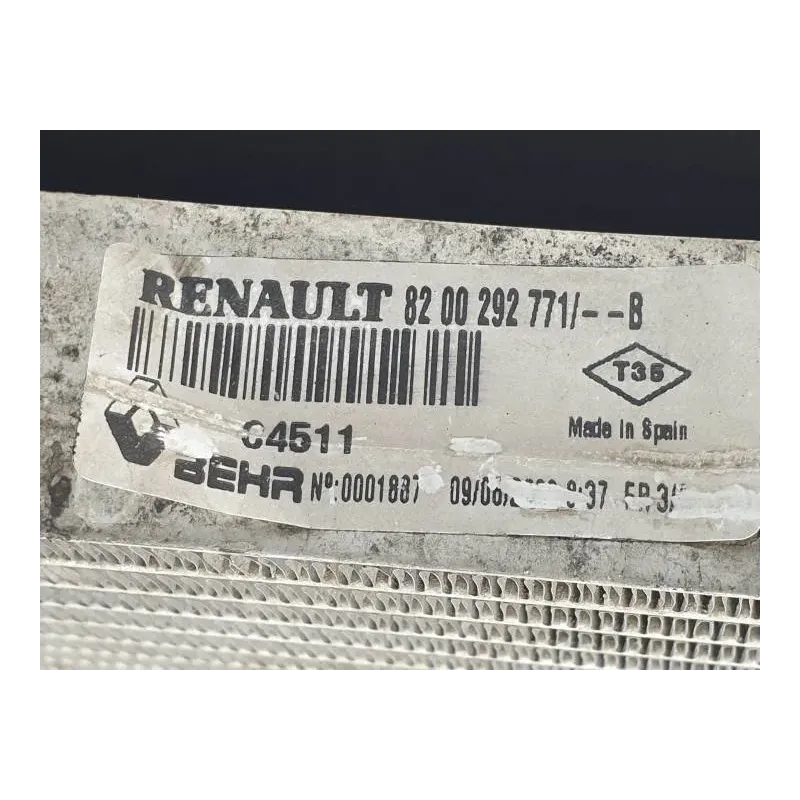 RENAULT 82 00 292 771/--B
T35
C4511
Made in Spain
BEHR Nº:0001887